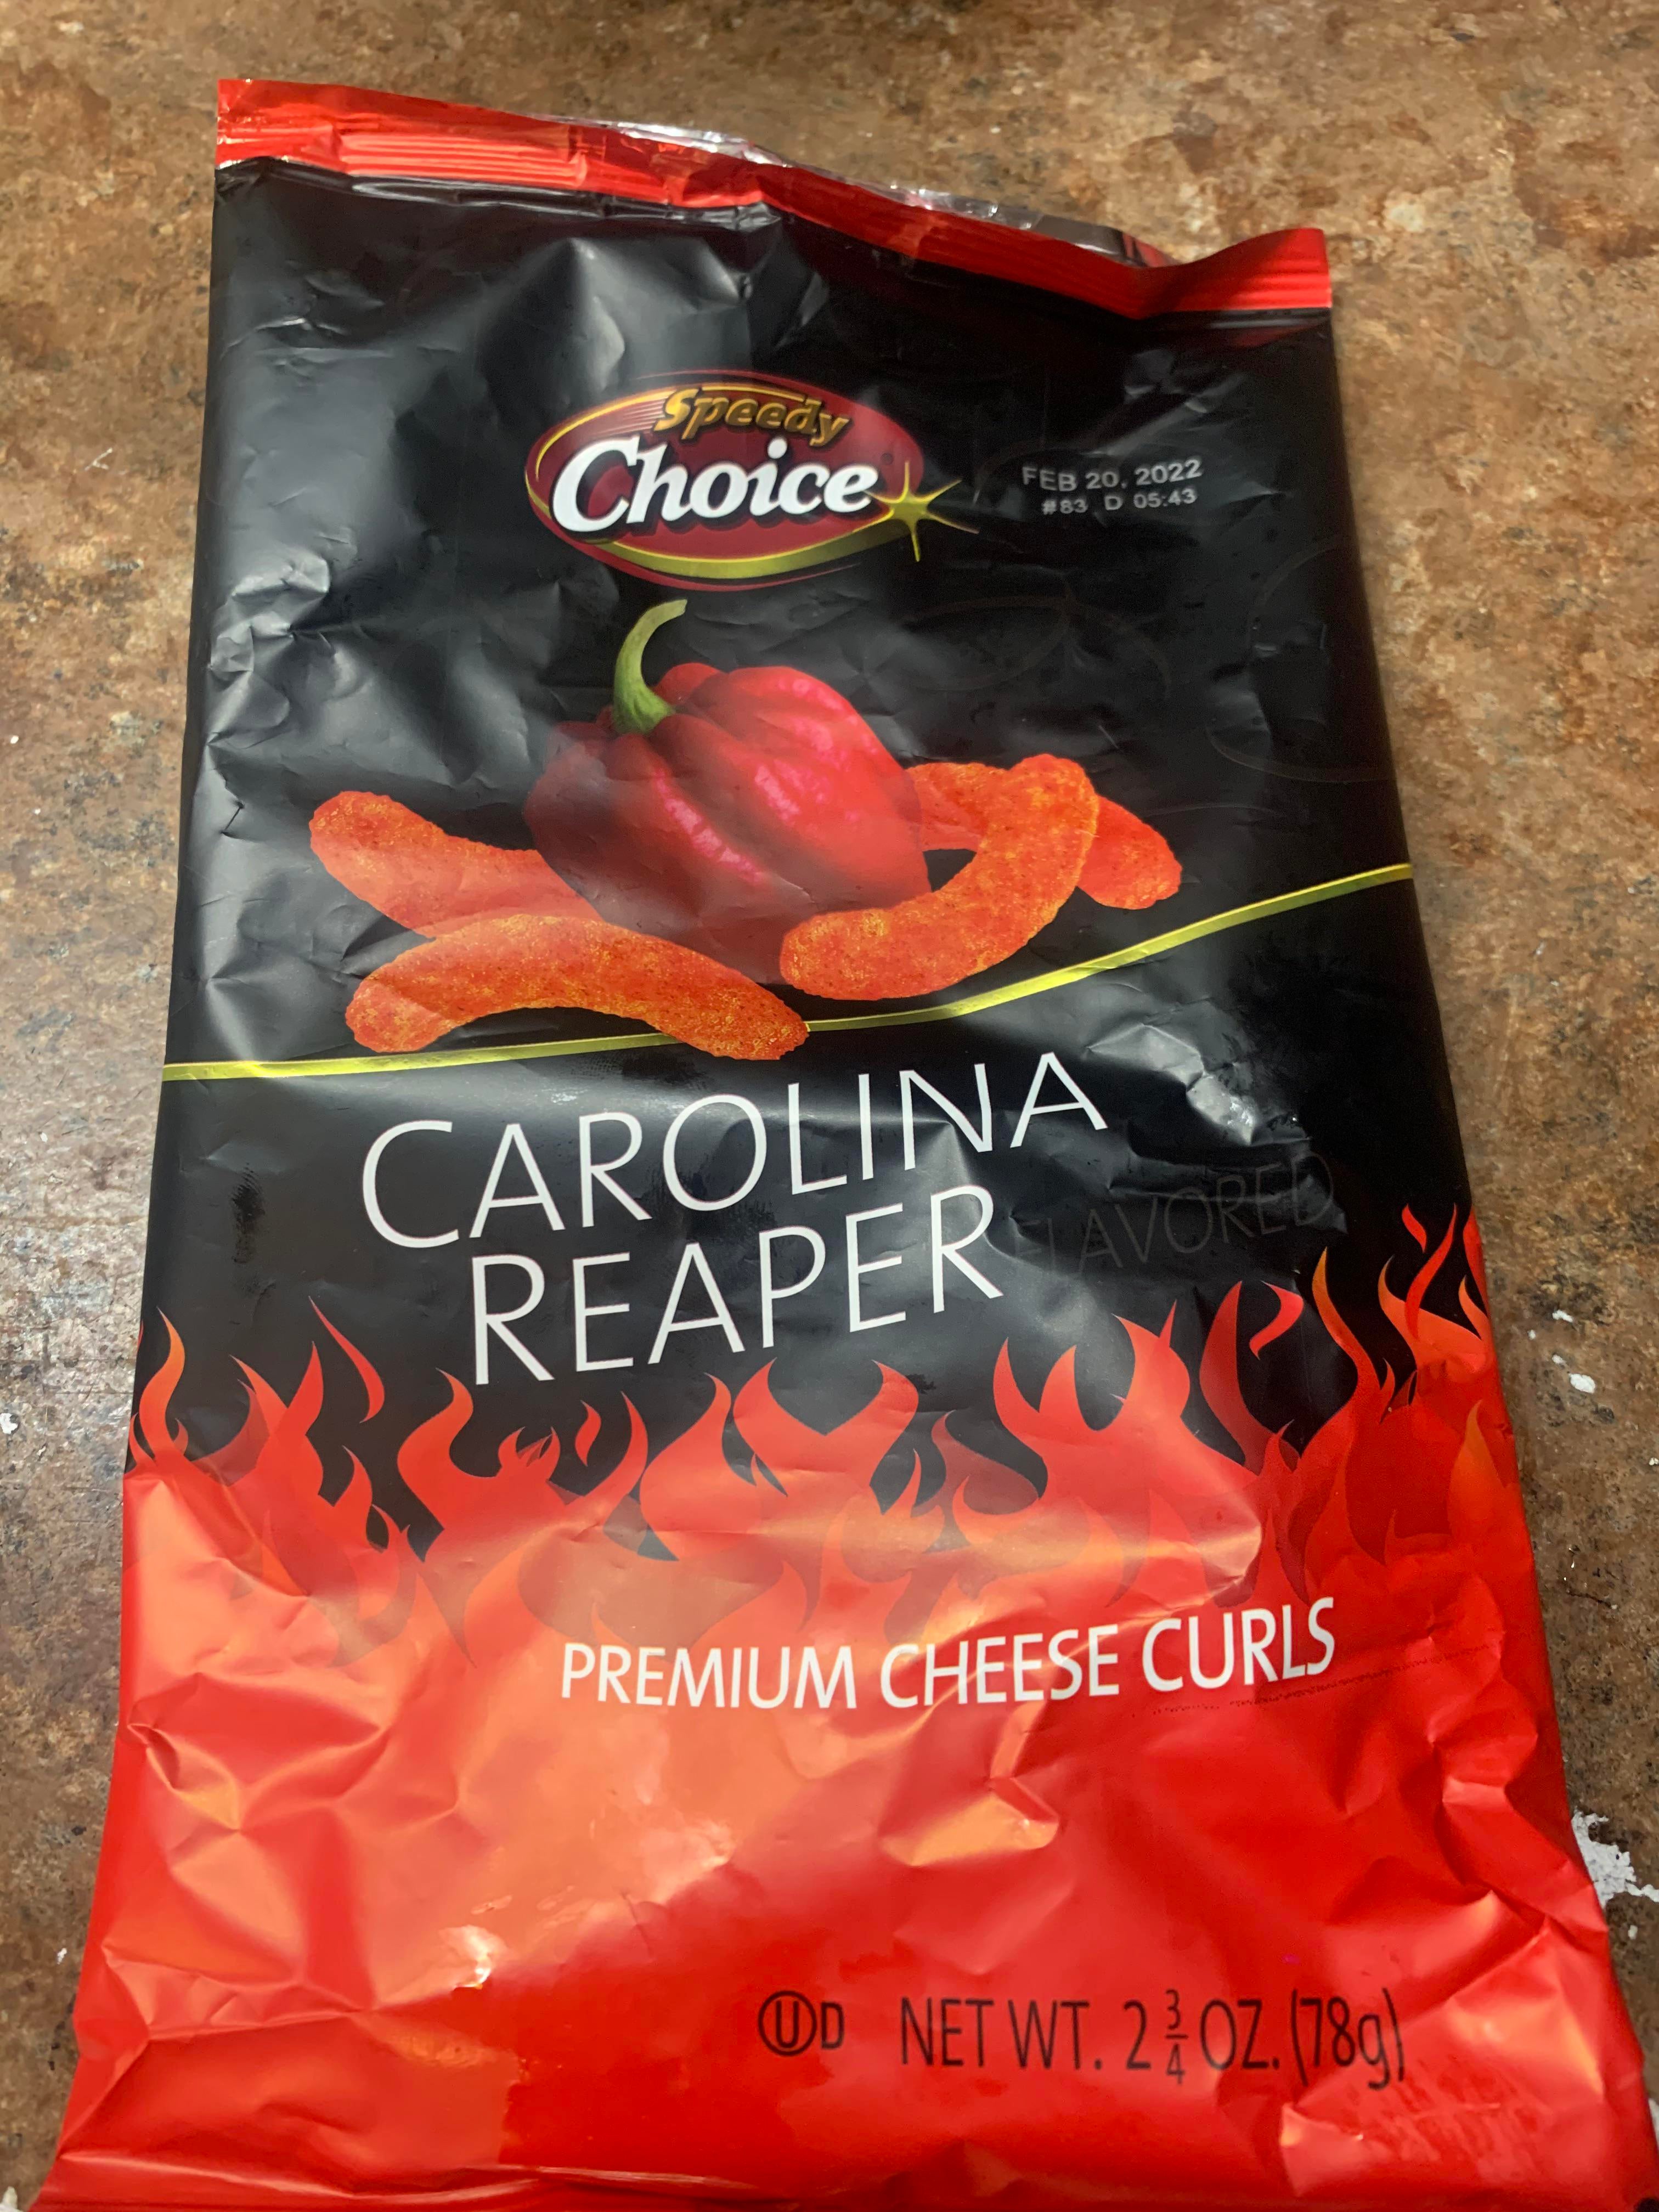 Speedy
Choice
FEB 20, 2022
#83 D 05:43
CAROLINA
REAPER FLAVORED
PREMIUM CHEESE CURLS
ⓊD NET WT. 2 3/4 OZ. (78g)